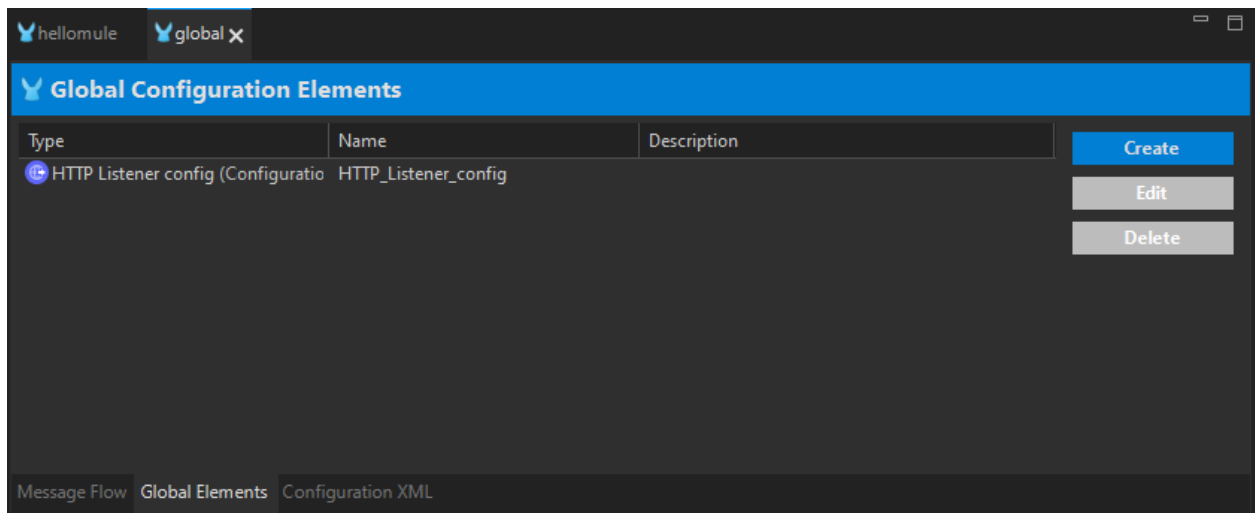 hellomule global
Global Configuration Elements
Type Name Description
HTTP Listener config (Configuratio HTTP_Listener_config
Create
Edit
Delete
Message Flow Global Elements Configuration XML